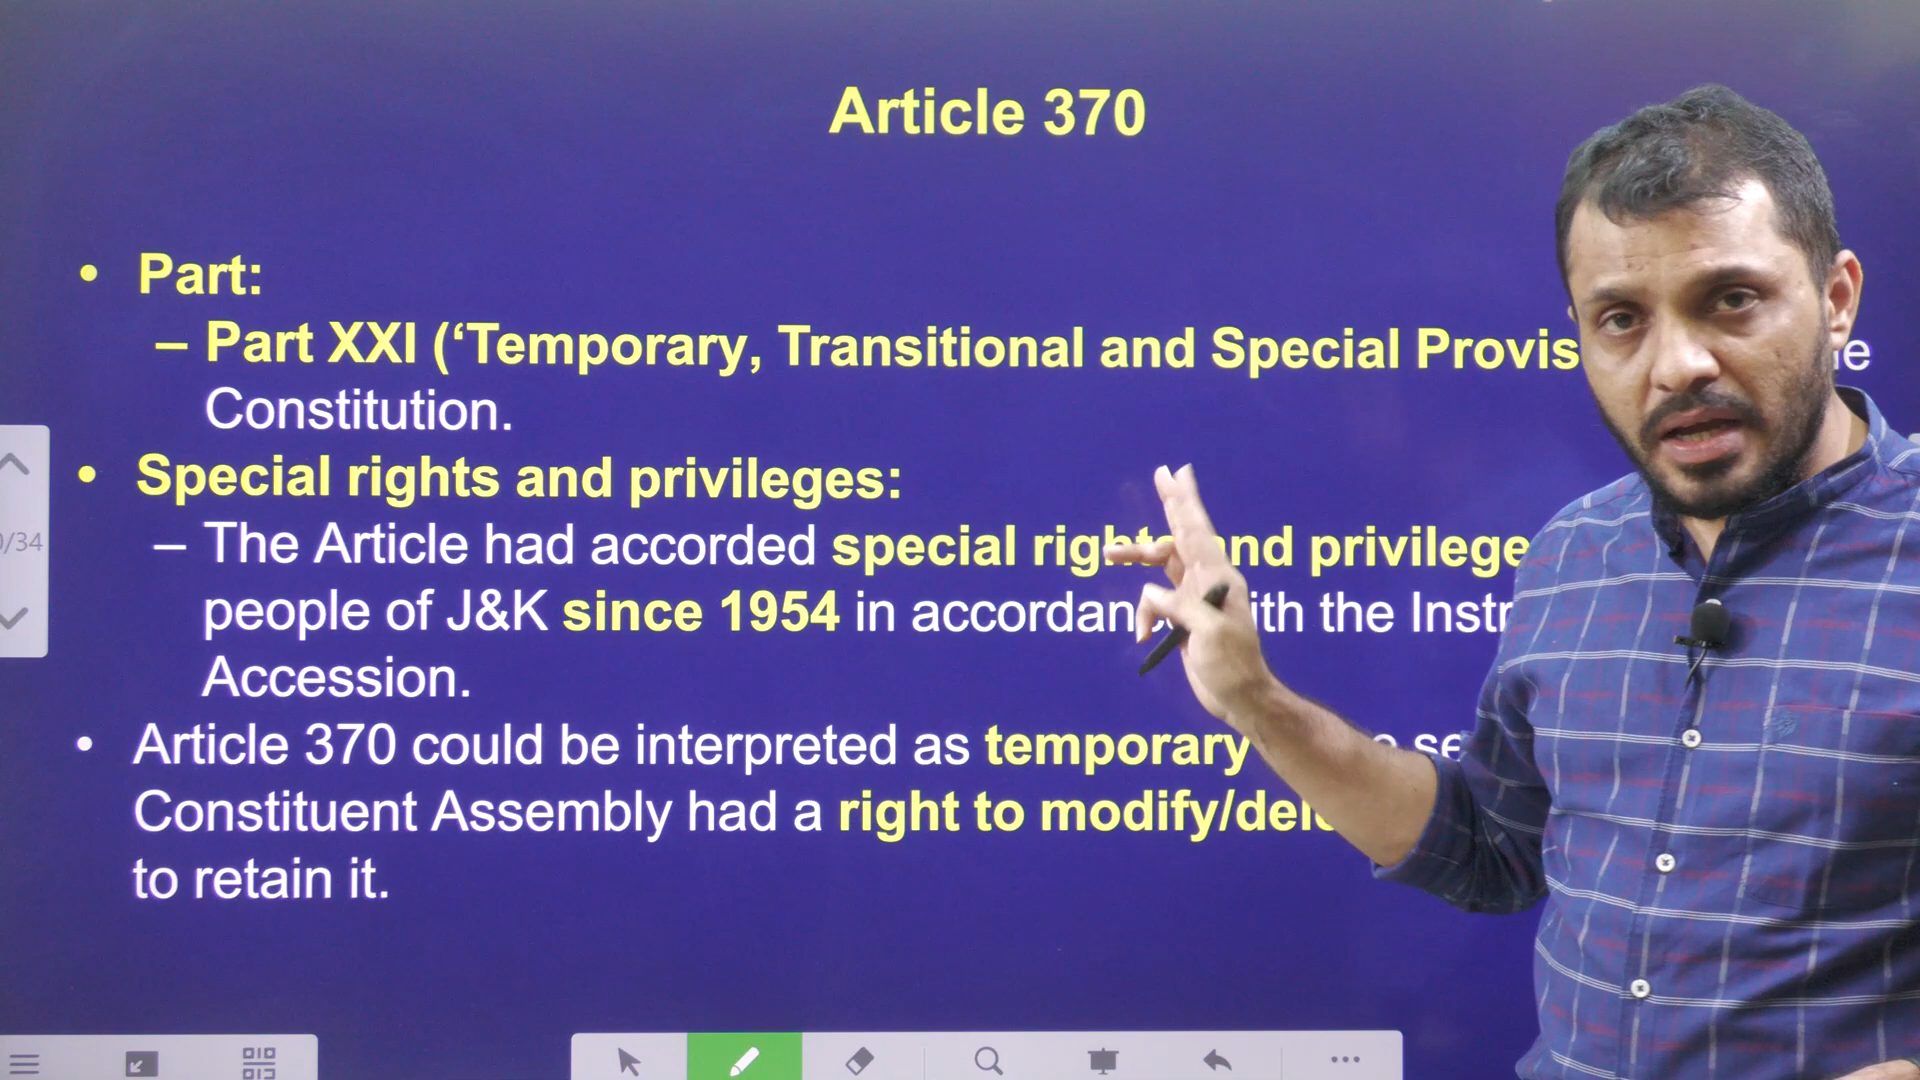 Article 370
• Part:
– Part XXI (‘Temporary, Transitional and Special Provis
Constitution.
• Special rights and privileges:
– The Article had accorded special rights and privilege
people of J&K since 1954 in accordance with the Instr
Accession.
• Article 370 could be interpreted as temporary
Constituent Assembly had a right to modify/dele
to retain it.
/34